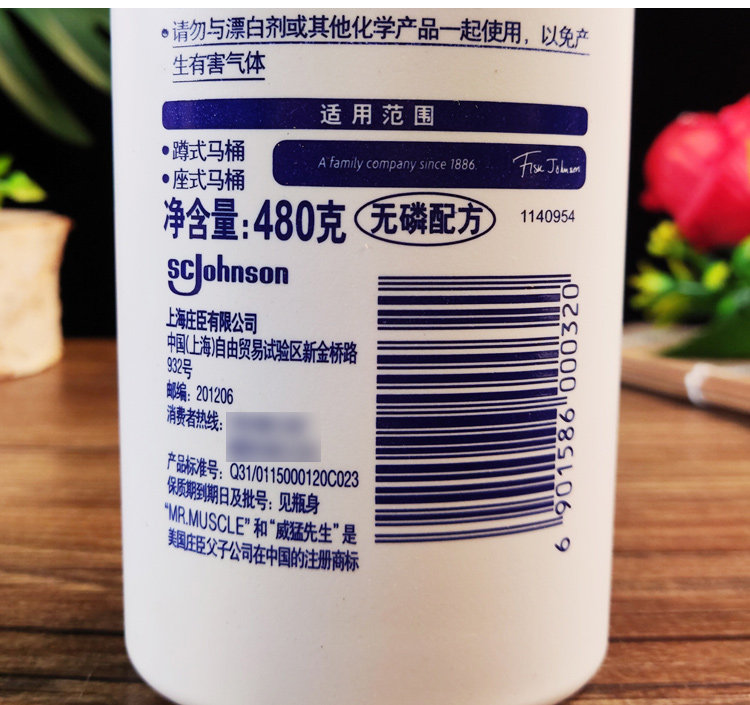 •请勿与漂白剂或其他化学产品一起使用，以免产
生有害气体
适用范围
•蹲式马桶
•座式马桶
A family company since 1886.
Fisk Johnson
净含量:480克
无磷配方
1140954
scJohnson
上海庄臣有限公司
中国(上海)自由贸易试验区新金桥路
932号
邮编: 201206
消费者热线:
产品标准号: Q31/0115000120C023
保质期到期日及批号: 见瓶身
“MR.MUSCLE”和“威猛先生”是
美国庄臣父子公司在中国的注册商标
6 901586 000320